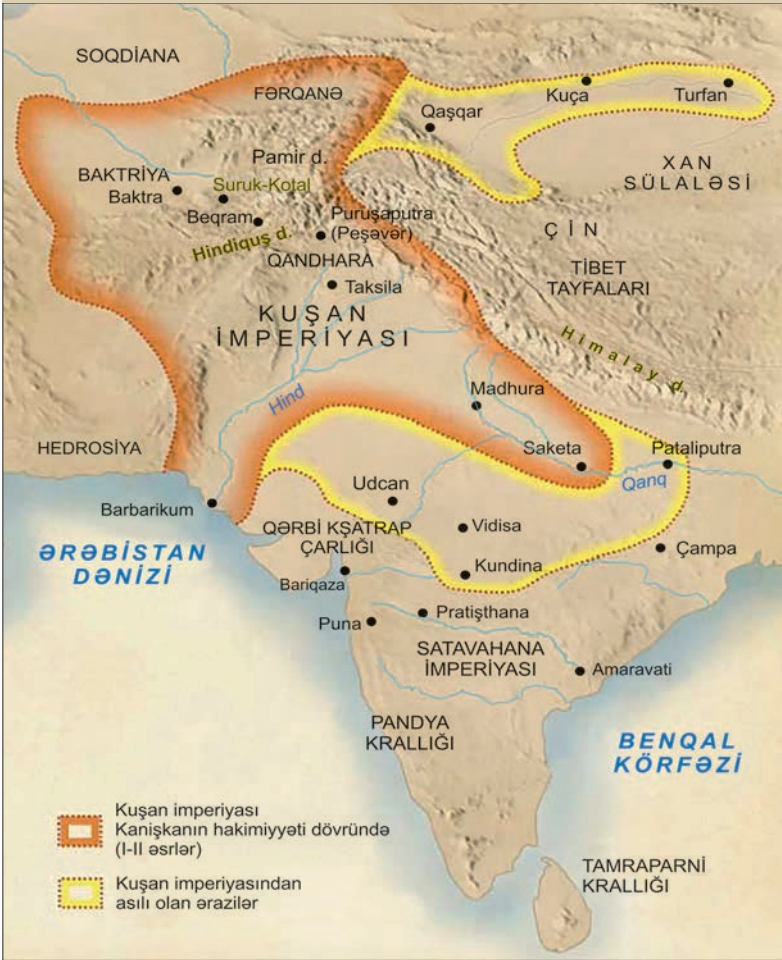 SOQDİANA
FƏRQANƏ
Qaşqar
Kuça
Turfan
Pamir d.
XAN
SÜLALƏSİ
BAKTRİYA
Baktra
Suruk-Kotal
Beqram
Hindiquş d.
Puruşaputra
(Peşəvər)
QANDHARA
Taksila
ÇİN
TİBET
TAYFALARI
KUŞAN
İMPERİYASI
Himalay d.
Hind
Madhura
HEDROSİYA
Saketa
Pataliputra
Qanq
Barbarikum
Udcan
Vidisa
QƏRBİ KŞATRAP
ÇARLIĞI
Çampa
Kundina
ƏRƏBİSTAN
DƏNİZİ
Bariqaza
Puna
Pratişthana
SATAVAHANA
İMPERİYASI
Amaravati
PANDYA
KRALLIĞI
BENQAL
KÖRFƏZİ
Kuşan imperiyası
Kanişkanın hakimiyyəti dövründə
(I-II əsrlər)
Kuşan imperiyasından
asılı olan ərazilər
TAMRAPARNİ
KRALLIĞI